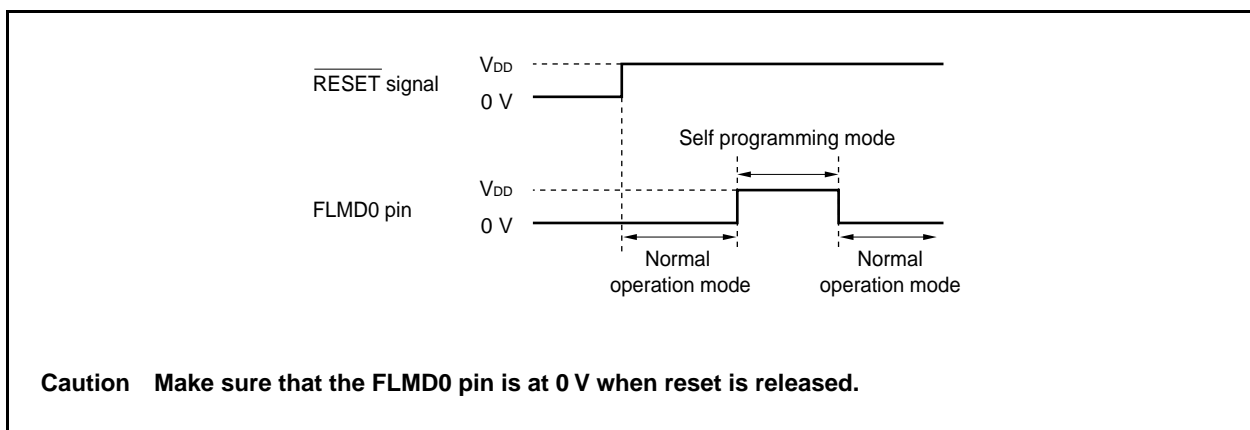 VDD
RESET signal
0 V
Self programming mode
VDD
FLMD0 pin
0 V
Normal
operation mode
Normal
operation mode
Caution Make sure that the FLMD0 pin is at 0 V when reset is released.